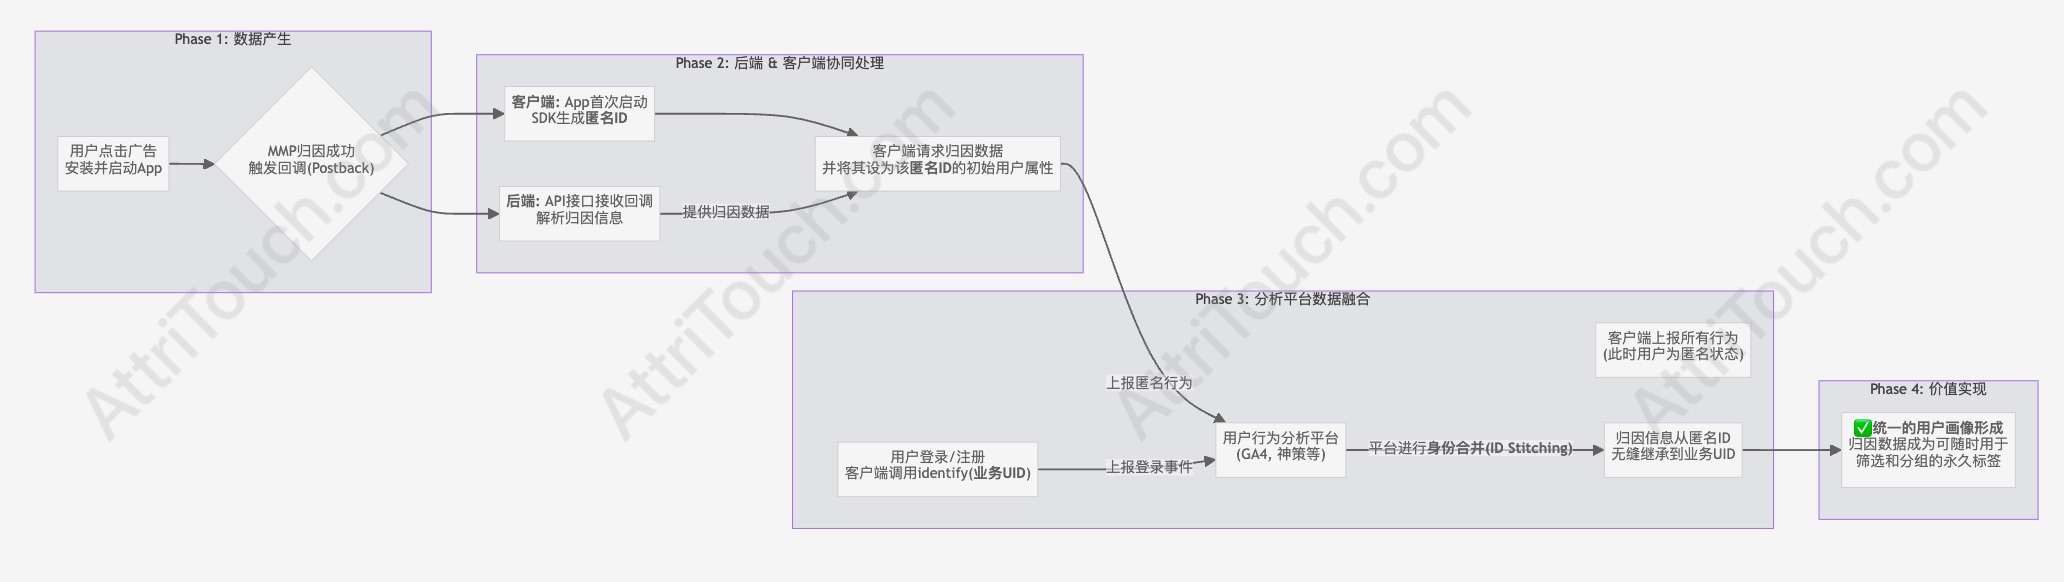 Phase 1: 数据产生
用户点击广告
安装并启动App
MMP归因成功
触发回调(Postback)
Phase 2: 后端 & 客户端协同处理
客户端: App首次启动
SDK生成匿名ID
后端: API接口接收回调
解析归因信息
提供归因数据
客户端请求归因数据
并将其设为该匿名ID的初始用户属性
Phase 3: 分析平台数据融合
客户端上报所有行为
(此时用户为匿名状态)
上报匿名行为
用户登录/注册
客户端调用identify(业务UID)
上报登录事件
用户行为分析平台
(GA4, 神策等)
平台进行身份合并(ID Stitching)
归因信息从匿名ID
无缝继承到业务UID
Phase 4: 价值实现
✅统一的用户画像形成
归因数据成为可随时用于
筛选和分组的永久标签
AttriTouch.com
AttriTouch.com
AttriTouch.com
AttriTouch.com